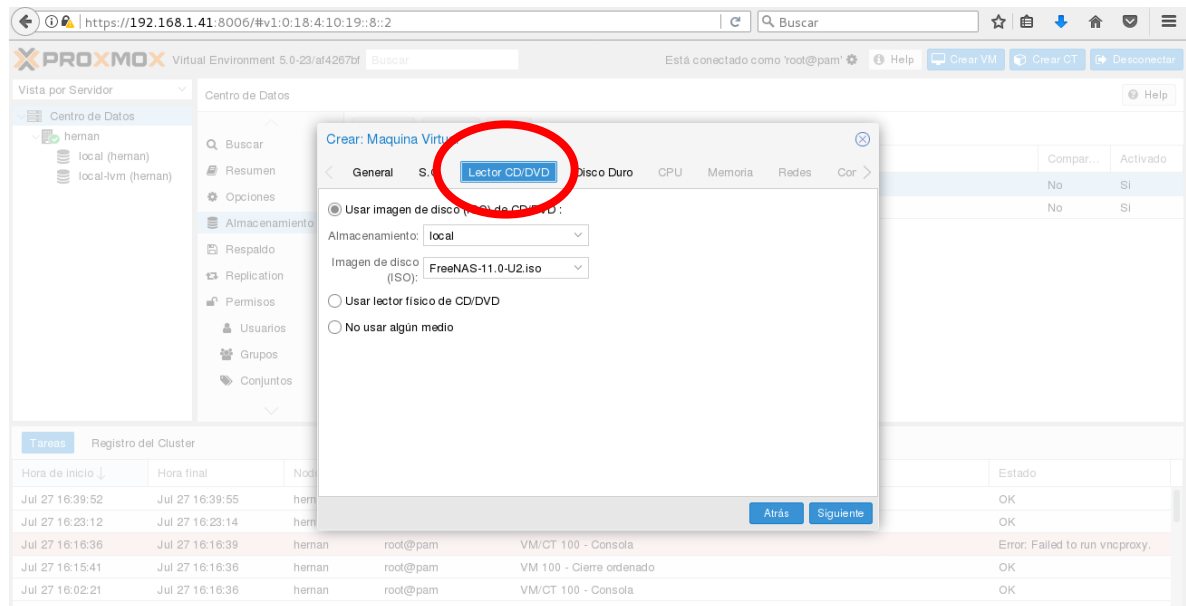 https://192.168.1.41:8006/#v1:0:18:4:10:19::8::2
Buscar
PROXMOX Virtual Environment 5.0-23/af4267bf Buscar Está conectado como 'root@pam' Help Crear VM Crear CT Desconectar
Vista por Servidor
Centro de Datos Help
Centro de Datos
hernan
local (hernan)
local-lvm (hernan)
Buscar
Resumen
Opciones
Almacenamiento
Respaldo
Replication
Permisos
Usuarios
Grupos
Conjuntos
Compar... Activado
No Si
No Si
Crear: Maquina
General Lector CD/DVD Disco Duro CPU Memoria Redes Cor
Usar imagen de disco (ISO) de CD/DVD :
Almacenamiento: local
Imagen de disco
(ISO): FreeNAS-11.0-U2.iso
Usar lector físico de CD/DVD
No usar algún medio
Atrás Siguiente
Tareas Registro del Cluster
Hora de inicio ↓ Hora final Estado
Jul 27 16:39:52 Jul 27 16:39:55 OK
Jul 27 16:23:12 Jul 27 16:23:14 OK
Jul 27 16:16:36 Jul 27 16:16:39 hernan root@pam VM/CT 100 - Consola Error: Failed to run vncproxy.
Jul 27 16:15:41 Jul 27 16:16:36 hernan root@pam VM 100 - Cierre ordenado OK
Jul 27 16:02:21 Jul 27 16:16:36 hernan root@pam VM/CT 100 - Consola OK